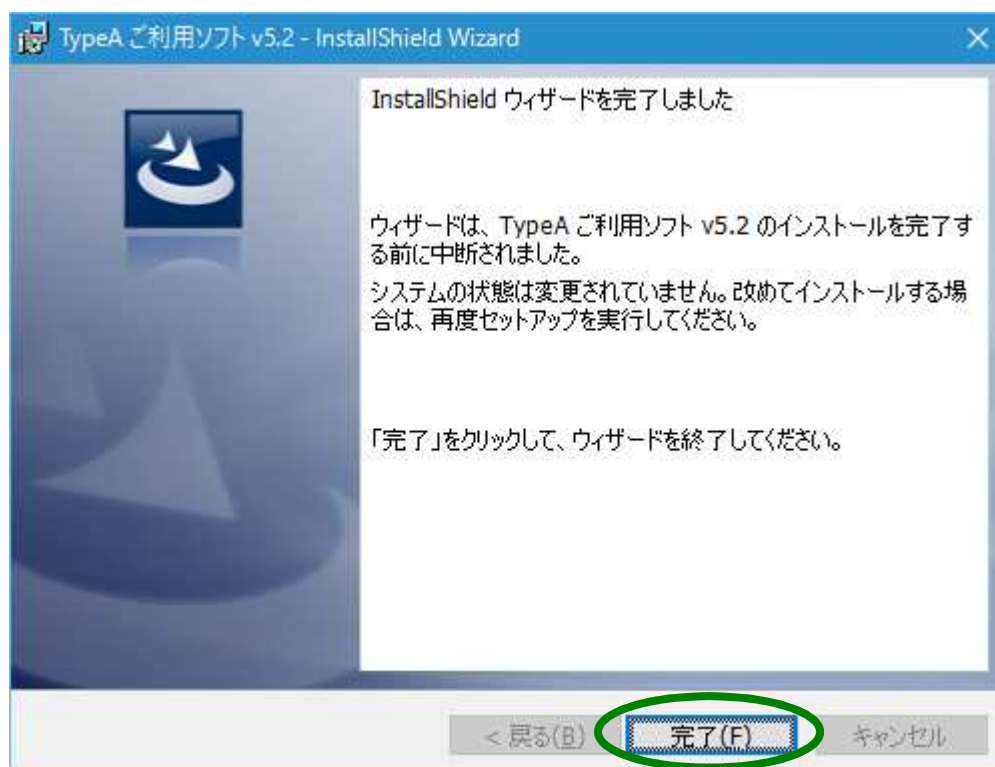 TypeA ご利用ソフト v5.2 - InstallShield Wizard
InstallShield ウィザードを完了しました
ウィザードは、TypeA ご利用ソフト v5.2 のインストールを完了す
る前に中断されました。
システムの状態は変更されていません。改めてインストールする場
合は、再度セットアップを実行してください。
「完了」をクリックして、ウィザードを終了してください。
< 戻る(B)
完了(F)
キャンセル